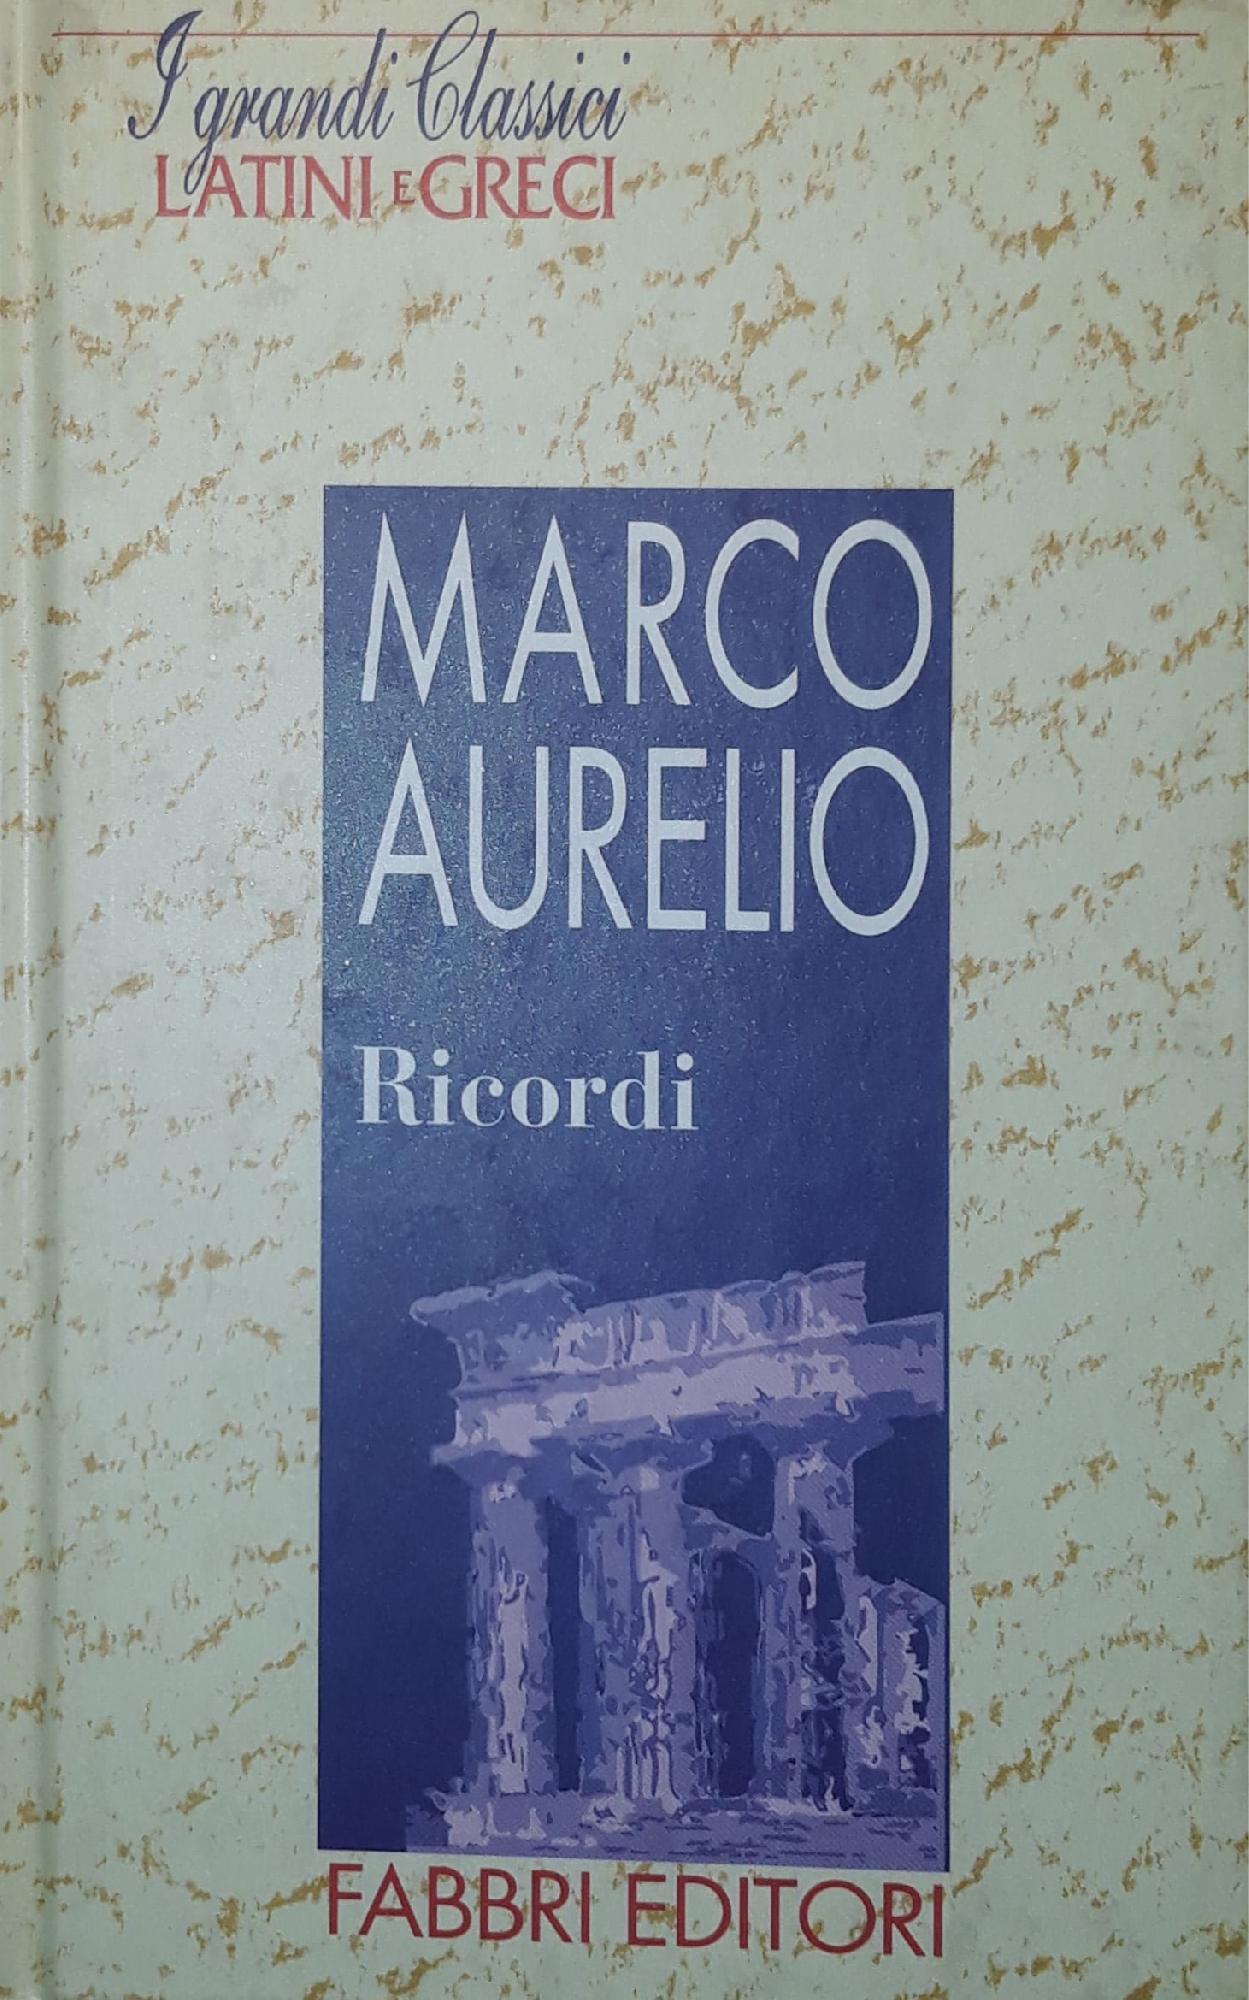 I grandi Classici
LATINI E GRECI
MARCO
AURELIO
Ricordi
FABBRI EDITORI